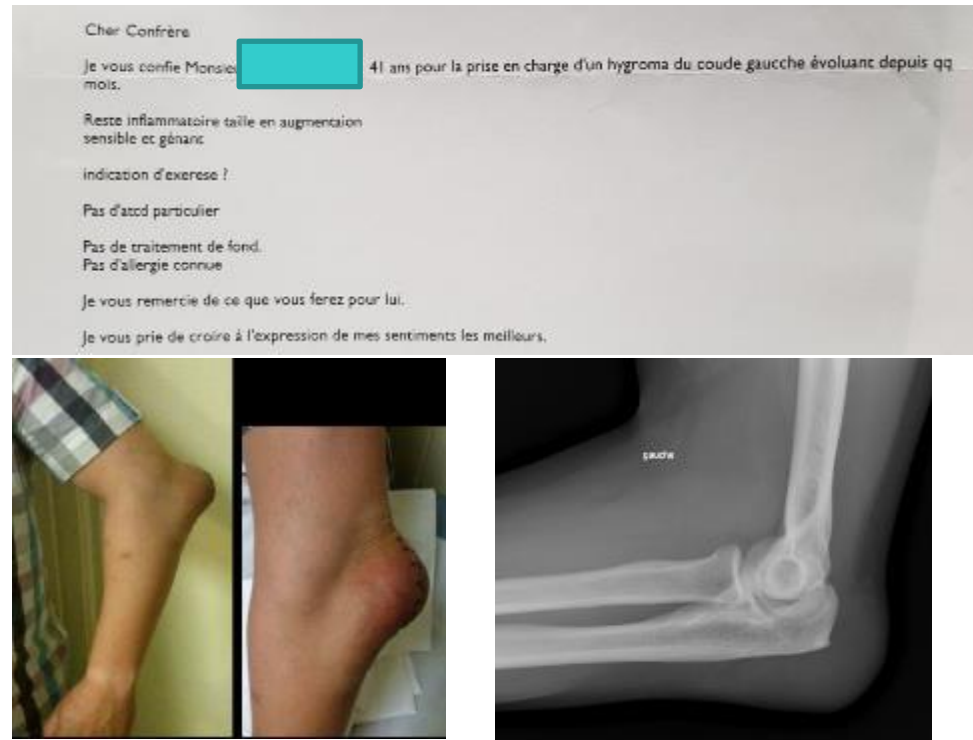 Cher Confrère
Je vous confie Monsie 41 ans pour la prise en charge d'un hygroma du coude gaucche évoluant depuis qq
mois.
Reste inflammatoire taille en augmentaion
sensible et gênant
indication d'exerese ?
Pas d'atcd particulier
Pas de traitement de fond.
Pas d'allergie connue
Je vous remercie de ce que vous ferez pour lui.
Je vous prie de croire à l'expression de mes sentiments les meilleurs.
gauche